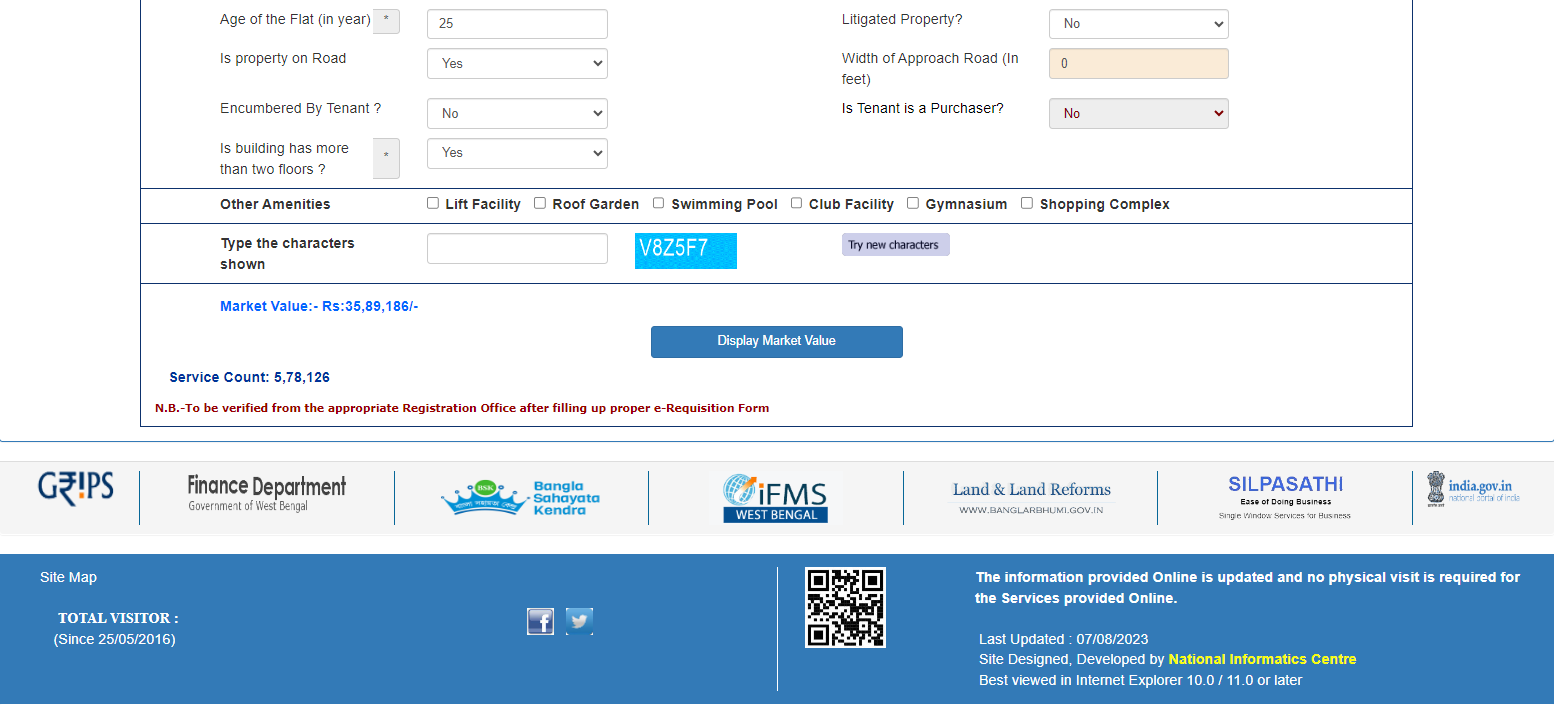 Age of the Flat (in year) * 25 Litigated Property? No
Is property on Road Yes Width of Approach Road (In feet) 0
Encumbered By Tenant ? No Is Tenant is a Purchaser? No
Is building has more than two floors ? * Yes
Other Amenities Lift Facility Roof Garden Swimming Pool Club Facility Gymnasium Shopping Complex
Type the characters shown V8Z5F7 Try new characters
Market Value:- Rs:35,89,186/-
Display Market Value
Service Count: 5,78,126
N.B.-To be verified from the appropriate Registration Office after filling up proper e-Requisition Form
GRIPS
Finance Department
Government of West Bengal
BSK
বাংলা সহায়তা কেন্দ্র
Bangla
Sahayata
Kendra
iFMS
WEST BENGAL
Land & Land Reforms
WWW.BANGLARBHUMI.GOV.IN
SILPASATHI
Ease of Doing Business
Single Window Services for Business
india.gov.in
national portal of india
Site Map
TOTAL VISITOR :
(Since 25/05/2016)
f
The information provided Online is updated and no physical visit is required for
the Services provided Online.
Last Updated : 07/08/2023
Site Designed, Developed by National Informatics Centre
Best viewed in Internet Explorer 10.0 / 11.0 or later